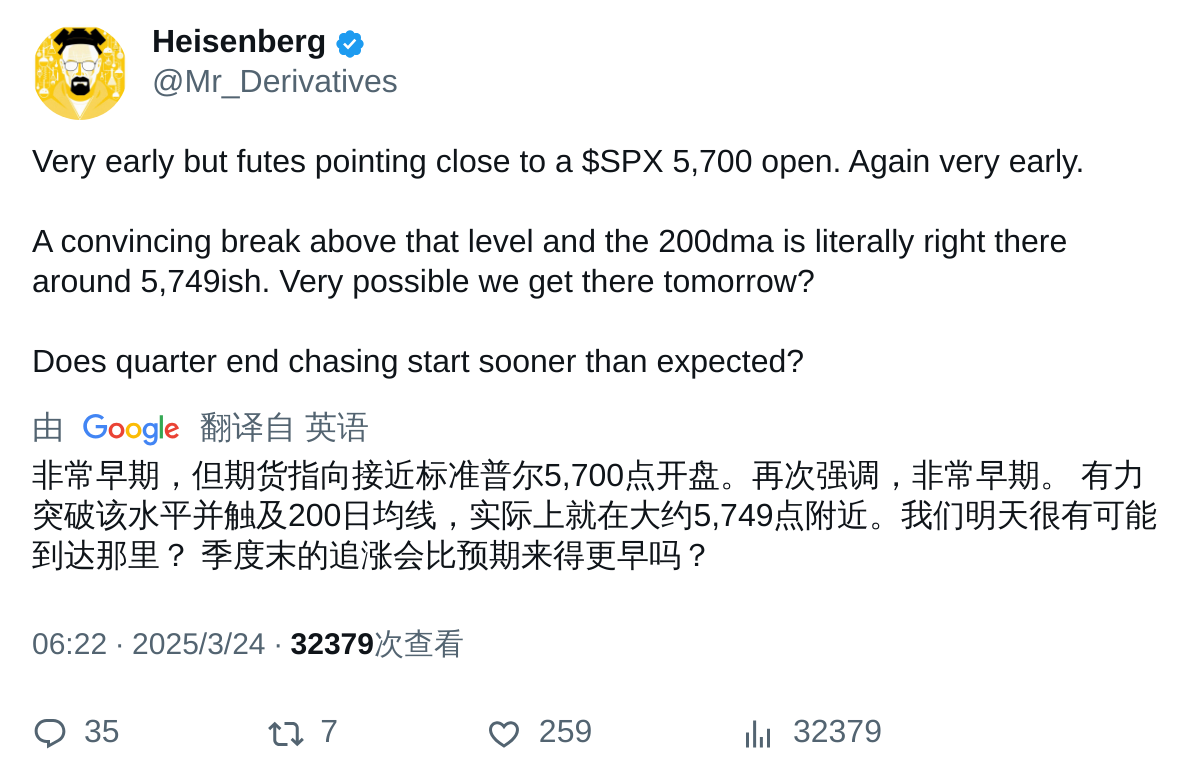 Heisenberg
@Mr_Derivatives
Very early but futes pointing close to a $SPX 5,700 open. Again very early.
A convincing break above that level and the 200dma is literally right there
around 5,749ish. Very possible we get there tomorrow?
Does quarter end chasing start sooner than expected?
由 Google 翻译自 英语
非常早期，但期货指向接近标准普尔5,700点开盘。再次强调，非常早期。 有力
突破该水平并触及200日均线，实际上就在大约5,749点附近。我们明天很有可能
到达那里？ 季度末的追涨会比预期来得更早吗？
06:22 · 2025/3/24 · 32379次查看
35 7 259 32379